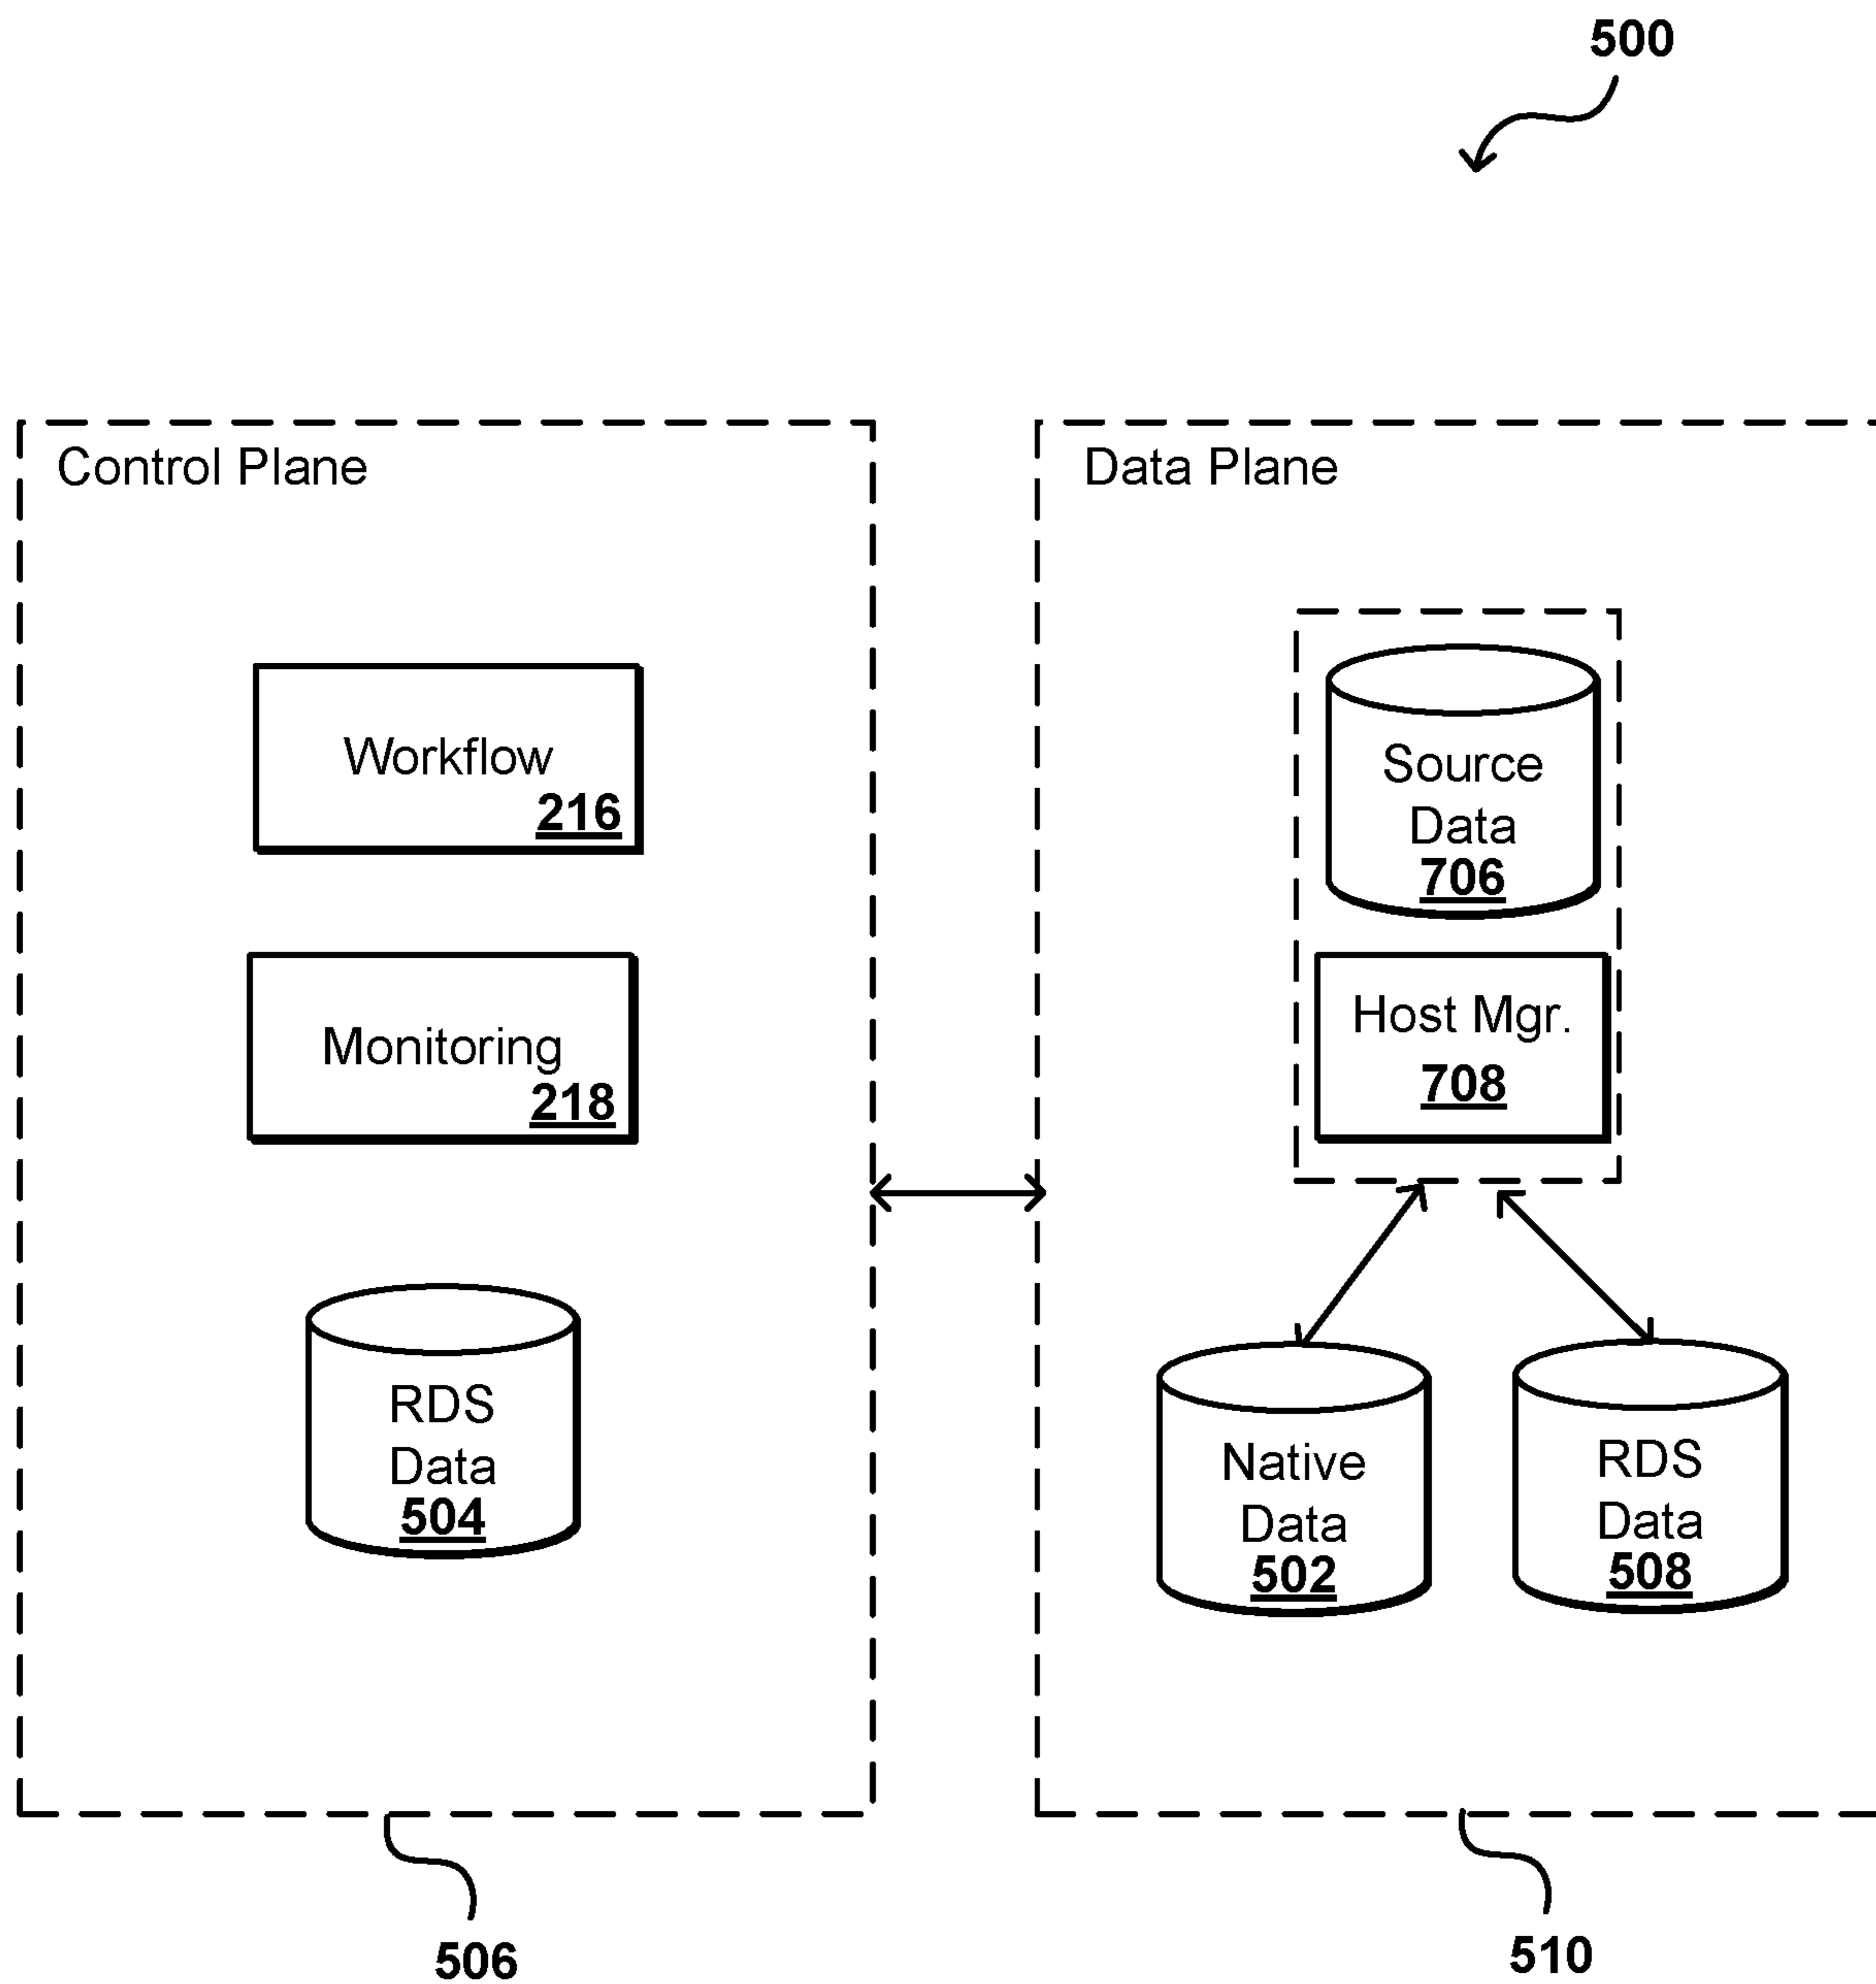 500
Control Plane
Workflow
216
Monitoring
218
RDS
Data
504
506
Data Plane
Source
Data
706
Host Mgr.
708
Native
Data
502
RDS
Data
508
510